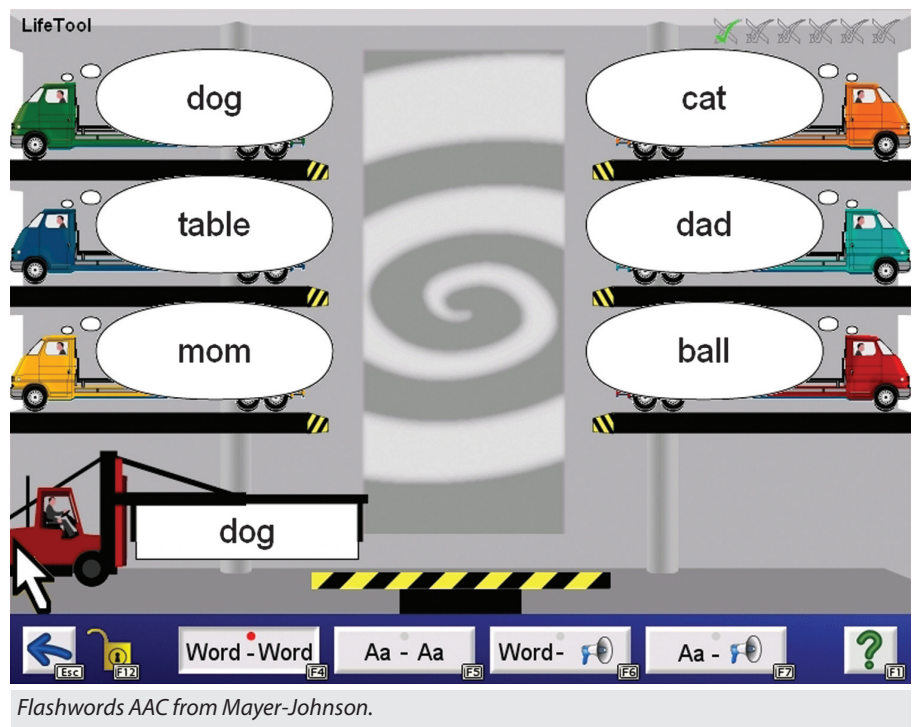 LifeTool
dog
cat
table
dad
mom
ball
dog
Esc
F12
Word - Word
F4
Aa - Aa
F5
Word-
F6
Aa -
F7
?
F1
Flashwords AAC from Mayer-Johnson.